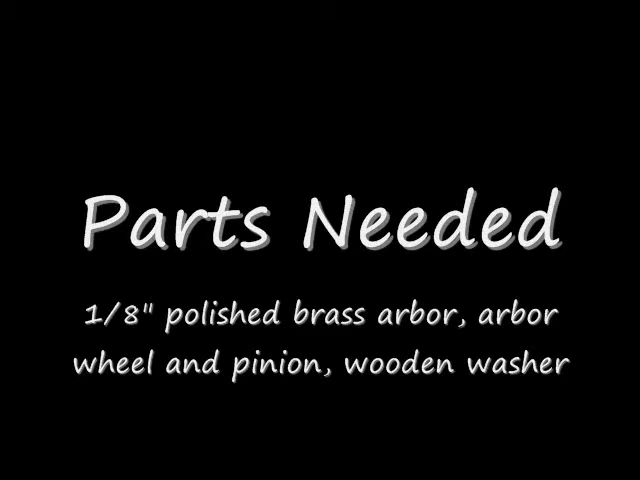 Parts Needed
1/8" polished brass arbor, arbor
wheel and pinion, wooden washer